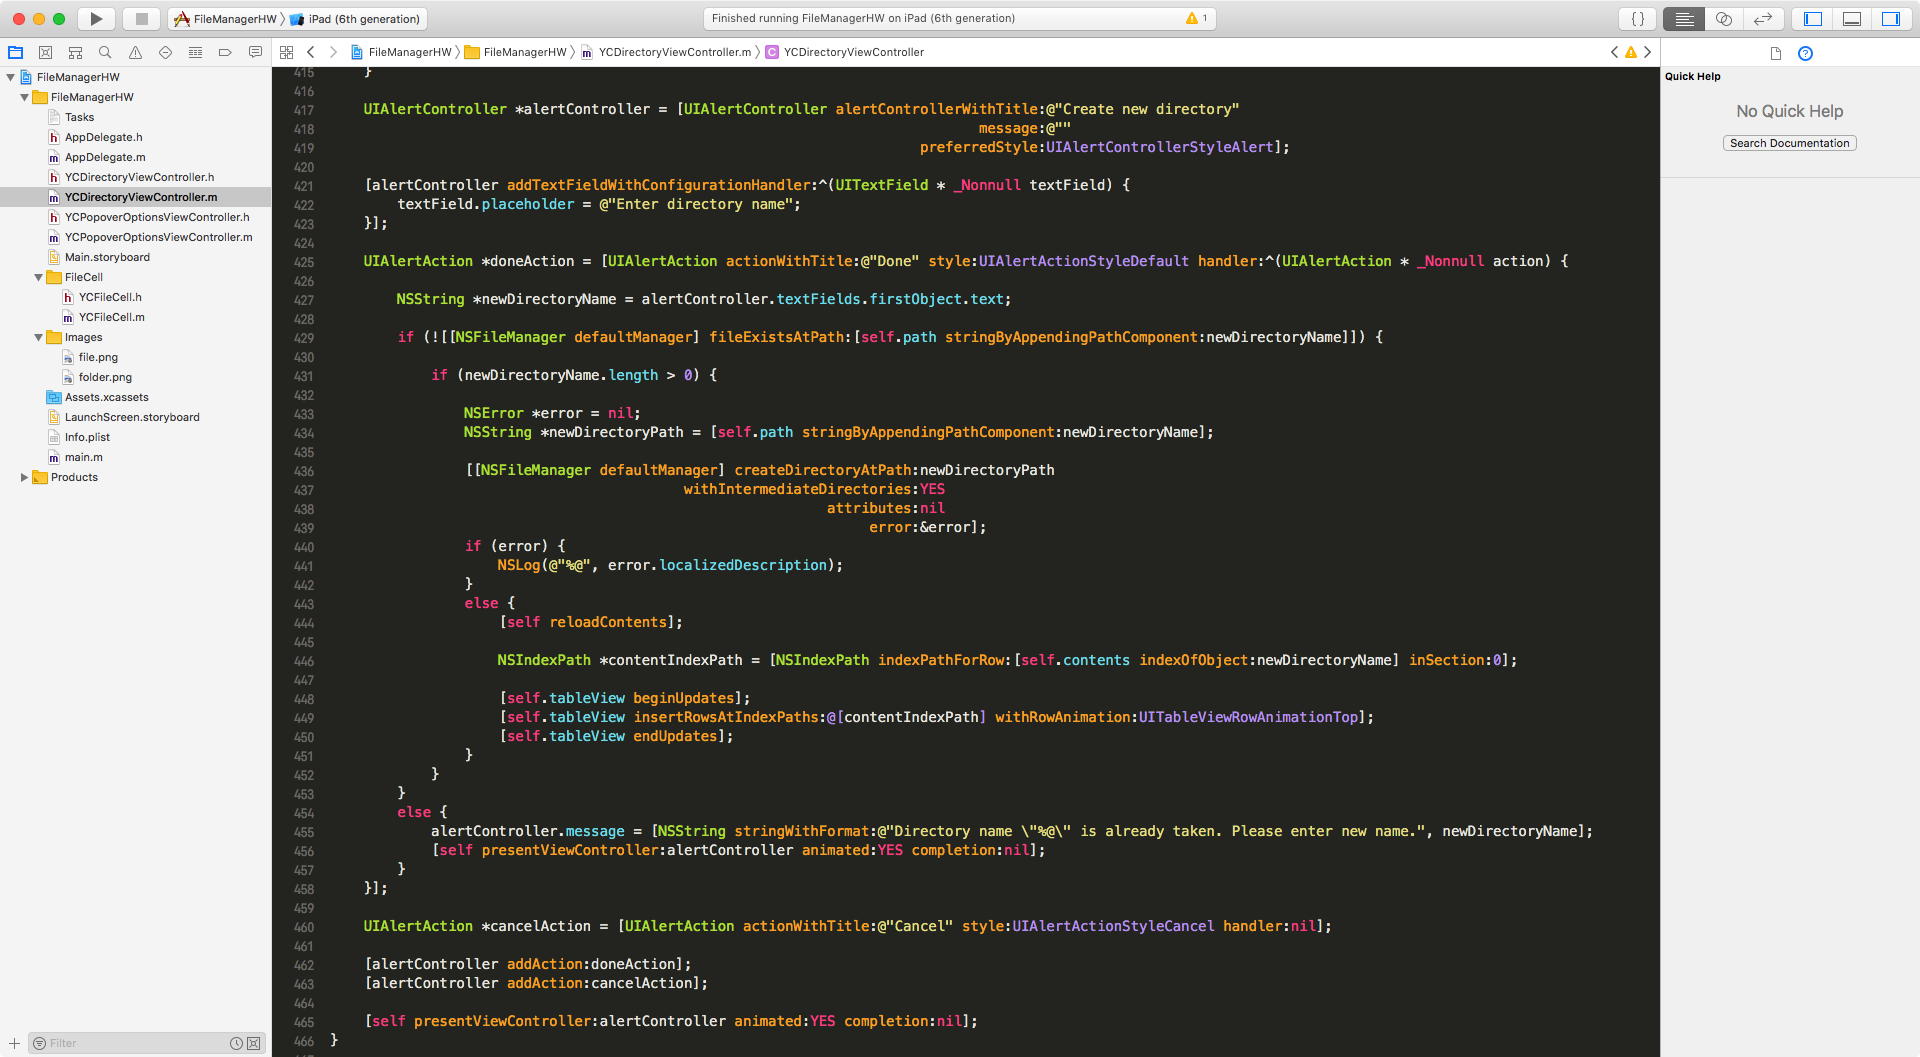 FileManagerHW
iPad (6th generation)
Finished running FileManagerHW on iPad (6th generation)
1
{ }
FileManagerHW
FileManagerHW
YCDirectoryViewController.m
C
YCDirectoryViewController
FileManagerHW
FileManagerHW
Tasks
h AppDelegate.h
m AppDelegate.m
h YCDirectoryViewController.h
m YCDirectoryViewController.m
h YCPopoverOptionsViewController.h
m YCPopoverOptionsViewController.m
Main.storyboard
FileCell
h YCFileCell.h
m YCFileCell.m
Images
file.png
folder.png
Assets.xcassets
LaunchScreen.storyboard
Info.plist
m main.m
Products
Filter
415     }
416
417     UIAlertController *alertController = [UIAlertController alertControllerWithTitle:@"Create new directory"
418     message:@""
419     preferredStyle:UIAlertControllerStyleAlert];
420
421     [alertController addTextFieldWithConfigurationHandler:^(UITextField * _Nonnull textField) {
422         textField.placeholder = @"Enter directory name";
423     }];
424
425     UIAlertAction *doneAction = [UIAlertAction actionWithTitle:@"Done" style:UIAlertActionStyleDefault handler:^(UIAlertAction * _Nonnull action) {
426
427         NSString *newDirectoryName = alertController.textFields.firstObject.text;
428
429         if (![[NSFileManager defaultManager] fileExistsAtPath:[self.path stringByAppendingPathComponent:newDirectoryName]]) {
430
431             if (newDirectoryName.length > 0) {
432
433                 NSError *error = nil;
434                 NSString *newDirectoryPath = [self.path stringByAppendingPathComponent:newDirectoryName];
435
436                 [[NSFileManager defaultManager] createDirectoryAtPath:newDirectoryPath
437                 withIntermediateDirectories:YES
438                 attributes:nil
439                 error:&error];
440                 if (error) {
441                     NSLog(@"%@", error.localizedDescription);
442                 }
443                 else {
444                     [self reloadContents];
445
446                     NSIndexPath *contentIndexPath = [NSIndexPath indexPathForRow:[self.contents indexOfObject:newDirectoryName] inSection:0];
447
448                     [self.tableView beginUpdates];
449                     [self.tableView insertRowsAtIndexPaths:@[contentIndexPath] withRowAnimation:UITableViewRowAnimationTop];
450                     [self.tableView endUpdates];
451                 }
452             }
453         }
454         else {
455             alertController.message = [NSString stringWithFormat:@"Directory name \"%@\" is already taken. Please enter new name.", newDirectoryName];
456             [self presentViewController:alertController animated:YES completion:nil];
457         }
458     }];
459
460     UIAlertAction *cancelAction = [UIAlertAction actionWithTitle:@"Cancel" style:UIAlertActionStyleCancel handler:nil];
461
462     [alertController addAction:doneAction];
463     [alertController addAction:cancelAction];
464
465     [self presentViewController:alertController animated:YES completion:nil];
466 }
Quick Help
No Quick Help
Search Documentation